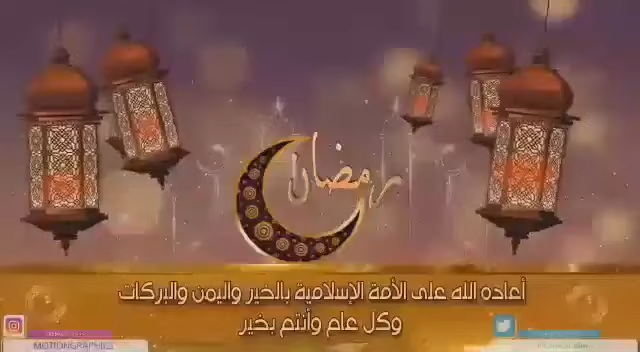 رمضان
أعاده الله على الأمة الإسلامية بالخير واليمن والبركات
وكل عام وأنتم بخير
MOTIONGRAPHICS